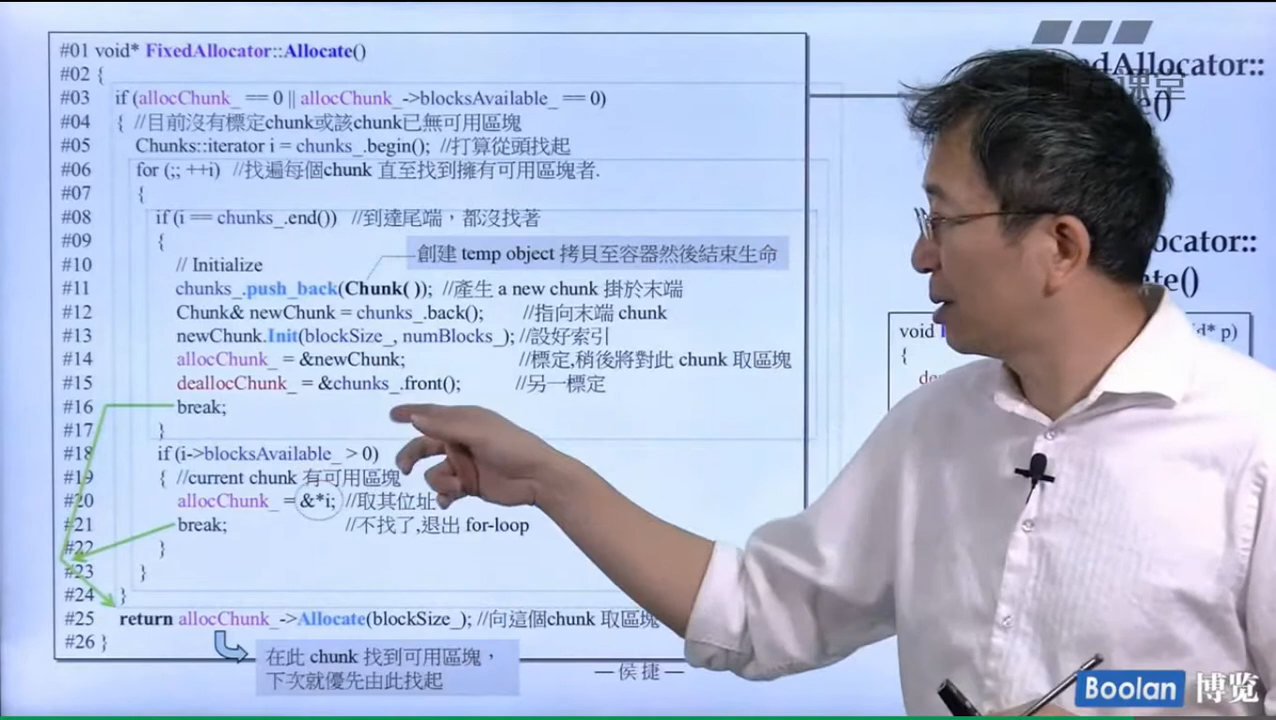 #01 void* FixedAllocator::Allocate()
#02 {
#03 if (allocChunk_ == 0 || allocChunk_->blocksAvailable_ == 0)
#04 { //目前沒有標定chunk或該chunk已無可用區塊
#05 Chunks::iterator i = chunks_.begin(); //打算從頭找起
#06 for (;; ++i) //找遍每個chunk 直至找到擁有可用區塊者.
#07 {
#08 if (i == chunks_.end()) //到達尾端，都沒找著
#09 {
創建 temp object 拷貝至容器然後結束生命
#10 // Initialize
#11 chunks_.push_back(Chunk( )); //產生 a new chunk 掛於末端
#12 Chunk& newChunk = chunks_.back(); //指向末端 chunk
#13 newChunk.Init(blockSize_, numBlocks_); //設好索引
#14 allocChunk_ = &newChunk; //標定,稍後將對此 chunk 取區塊
#15 deallocChunk_ = &chunks_.front(); //另一標定
#16 break;
#17 }
#18 if (i->blocksAvailable_ > 0)
#19 { //current chunk 有可用區塊
#20 allocChunk_ = &*i; //取其位址
#21 break; //不找了,退出 for-loop
#22 }
#23 }
#24 }
#25 return allocChunk_->Allocate(blockSize_); //向這個chunk 取區塊
#26 }
在此 chunk 找到可用區塊，
下次就優先由此找起
—侯捷—
dAllocator::
()
课堂
ocator::
te()
void
d* p)
{
de
Boolan 博览